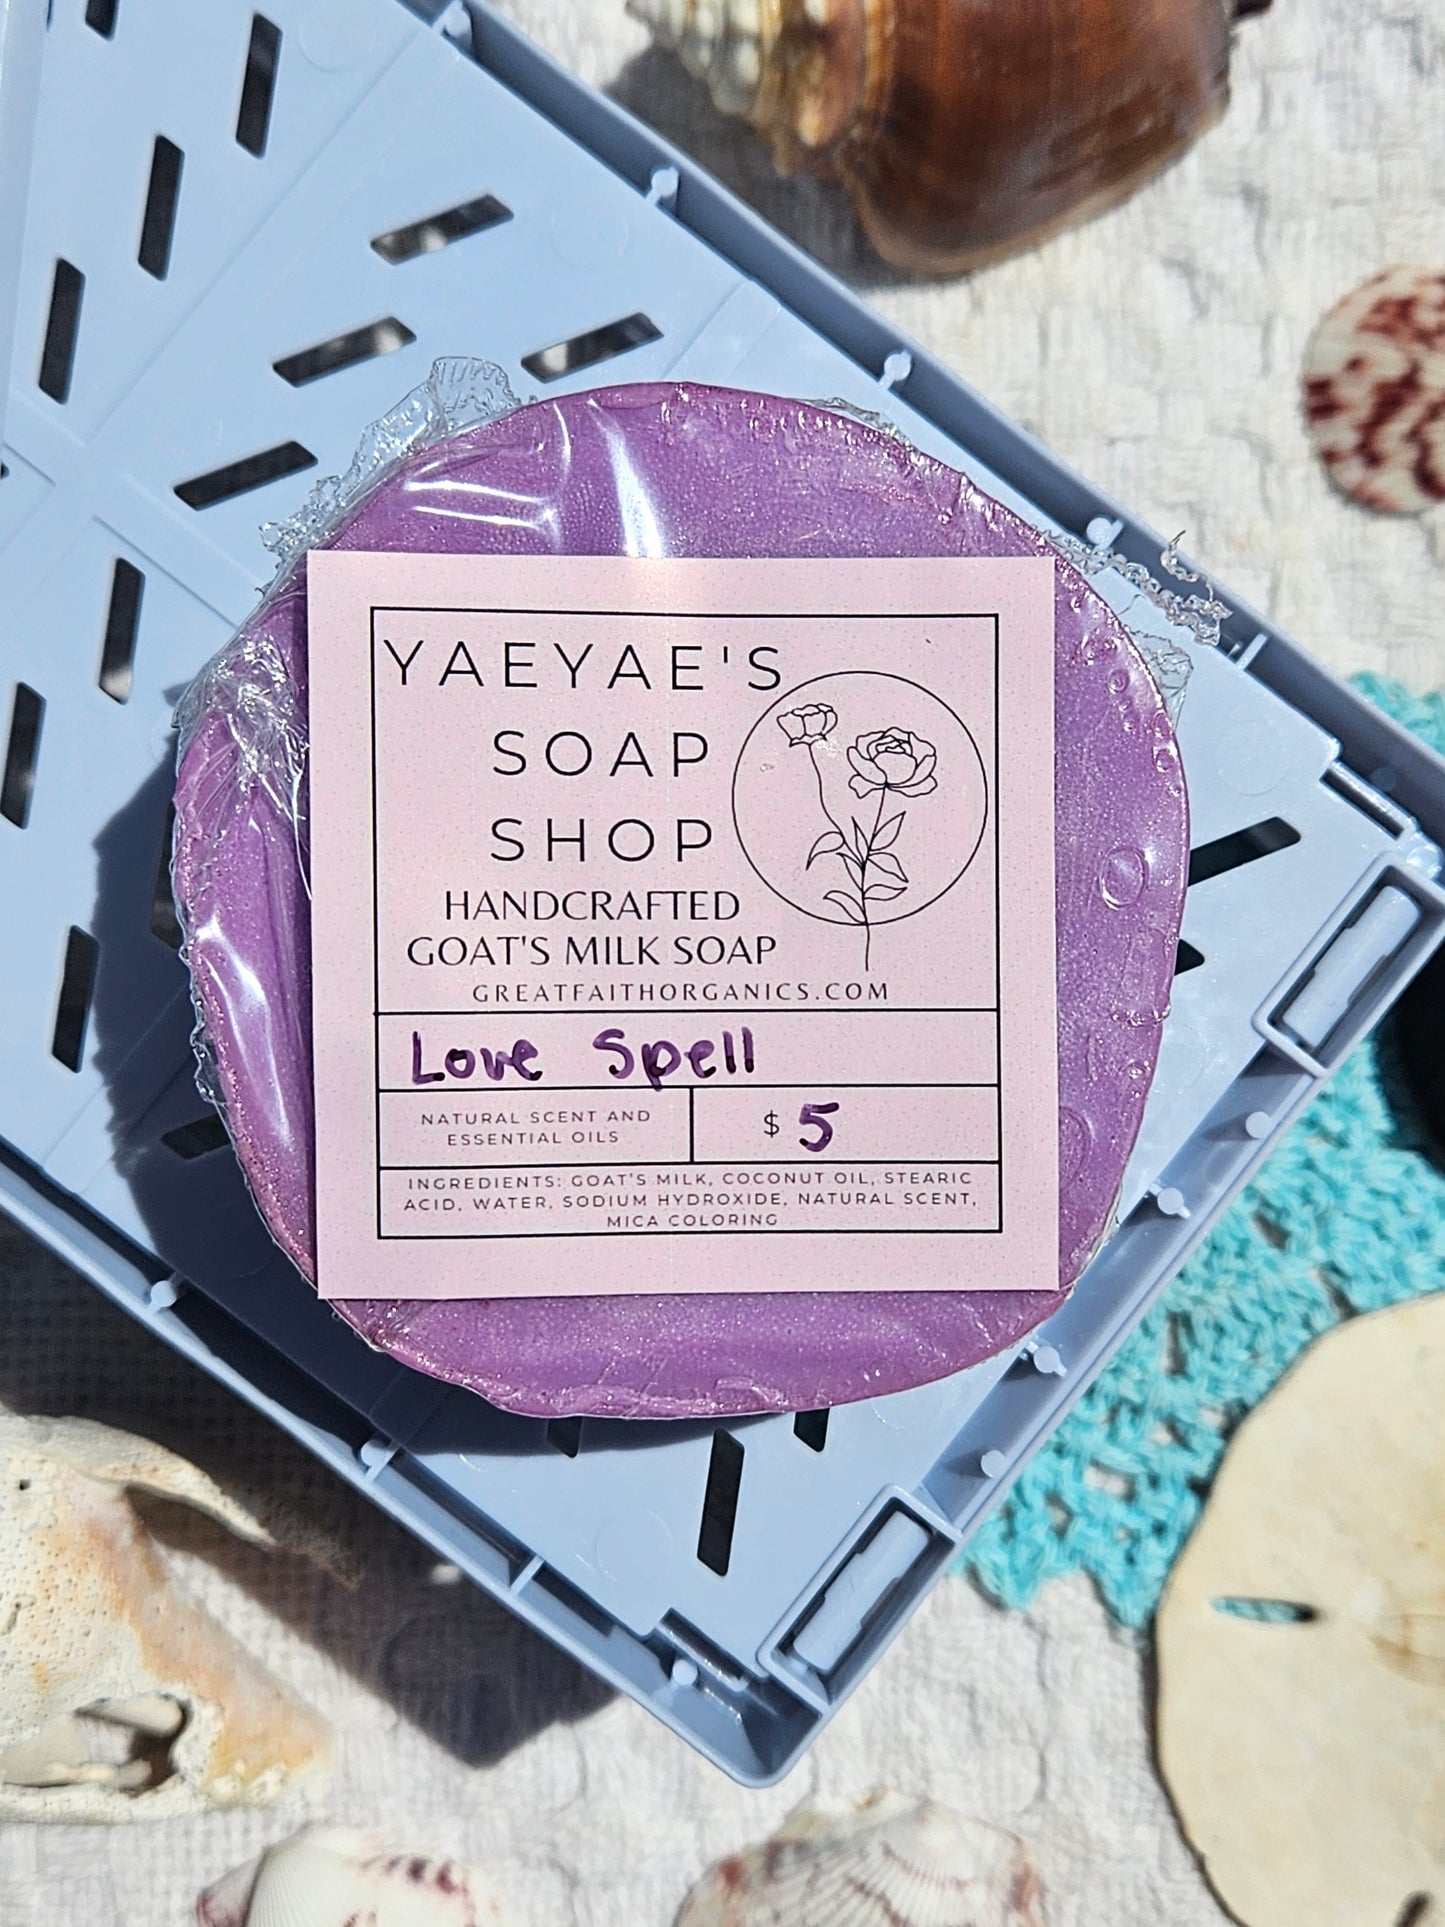 YAEYAE'S
SOAP
SHOP
HANDCRAFTED
GOAT'S MILK SOAP
GREATFAITHORGANICS.COM
Love Spell
NATURAL SCENT AND
ESSENTIAL OILS
$ 5
INGREDIENTS: GOAT'S MILK, COCONUT OIL, STEARIC
ACID, WATER, SODIUM HYDROXIDE, NATURAL SCENT,
MICA COLORING